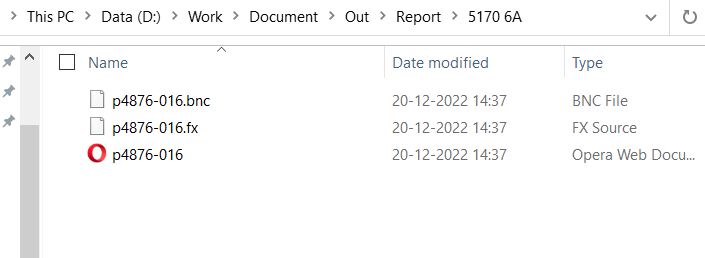 This PC > Data (D:) > Work > Document > Out > Report > 5170 6A
Name Date modified Type
p4876-016.bnc 20-12-2022 14:37 BNC File
p4876-016.fx 20-12-2022 14:37 FX Source
p4876-016 20-12-2022 14:37 Opera Web Docu...